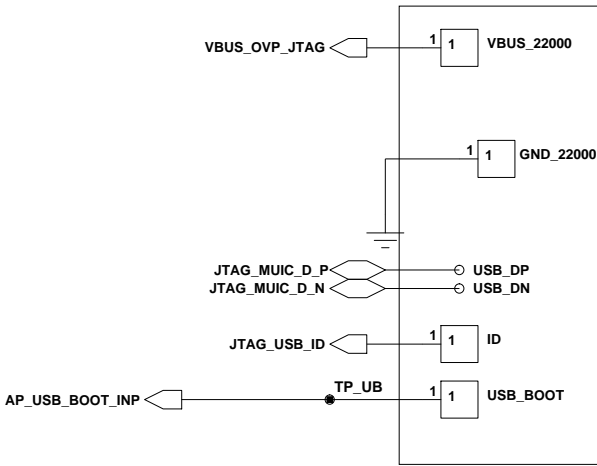 VBUS_OVP_JTAG 1 1 VBUS_22000
1 1 GND_22000
JTAG_MUIC_D_P USB_DP
JTAG_MUIC_D_N USB_DN
JTAG_USB_ID 1 1 ID
AP_USB_BOOT_INP TP_UB 1 1 USB_BOOT